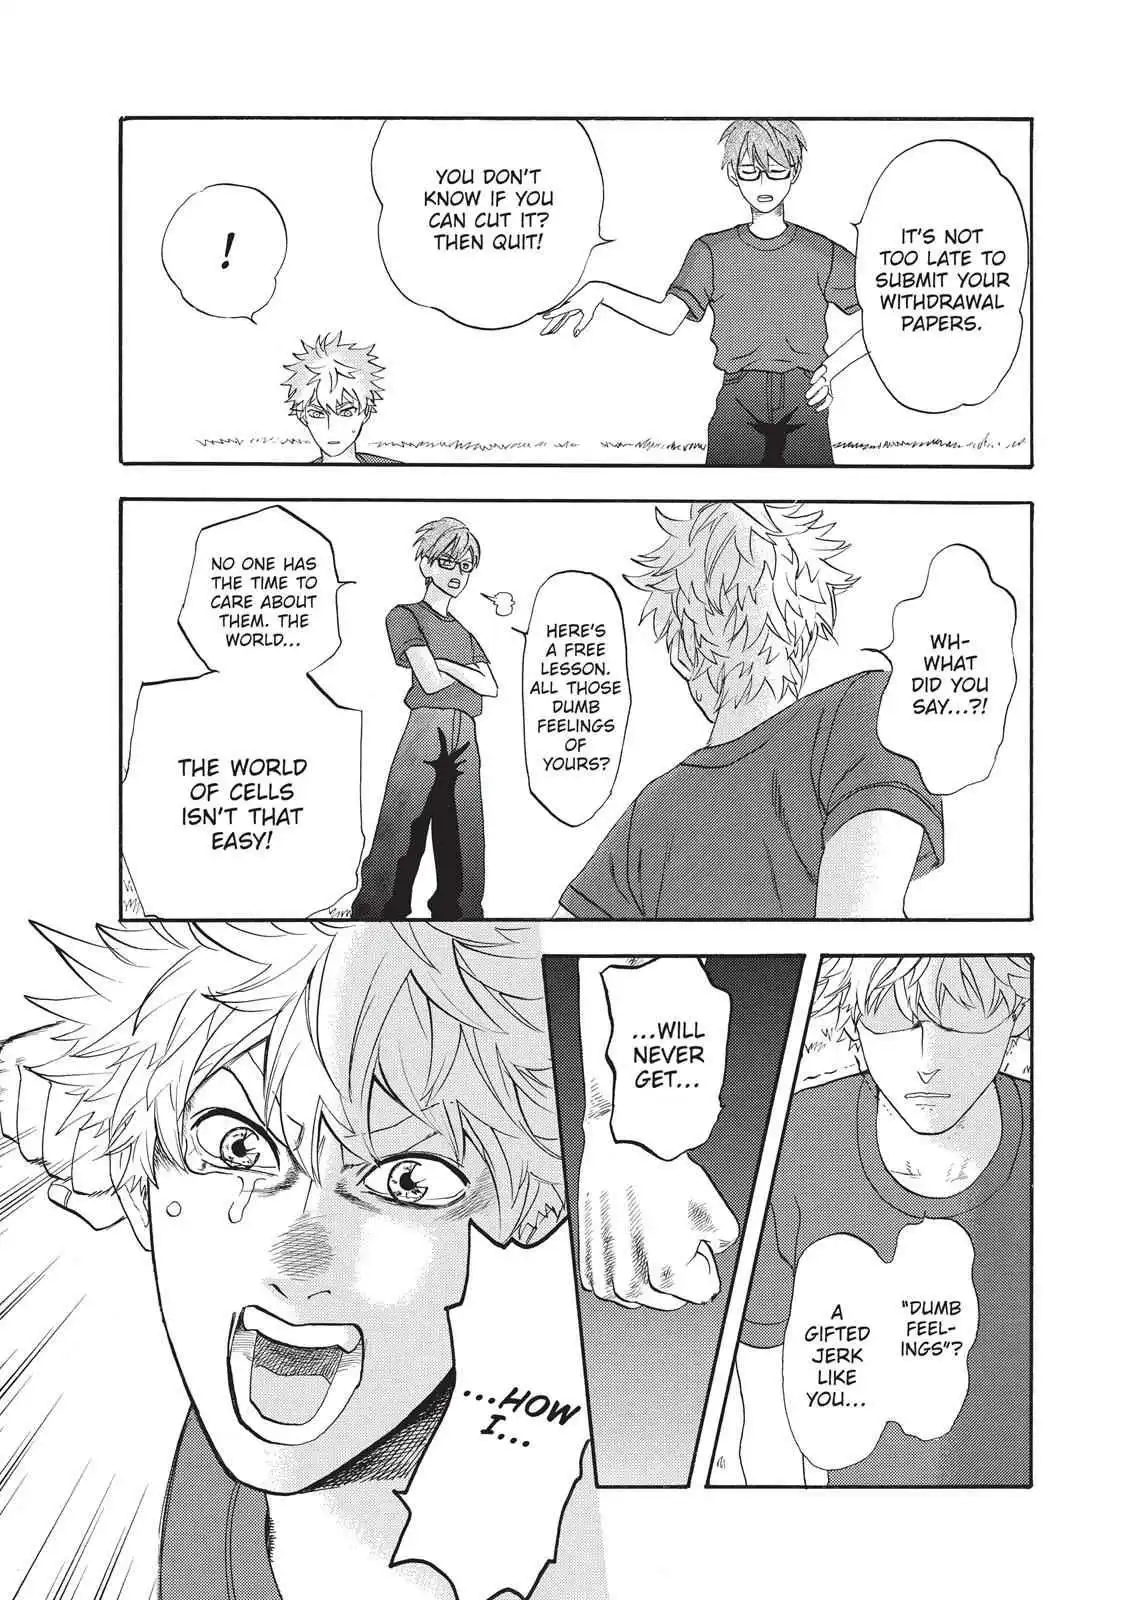 IT'S NOT
TOO LATE TO
SUBMIT YOUR
WITHDRAWAL
PAPERS.
YOU DON'T
KNOW IF YOU
CAN CUT IT?
THEN QUIT!
!
WH-
WHAT
DID YOU
SAY...?!
HERE'S
A FREE
LESSON.
ALL THOSE
DUMB
FEELINGS
OF
YOURS?
NO ONE HAS
THE TIME TO
CARE ABOUT
THEM. THE
WORLD...
THE WORLD
OF CELLS
ISN'T THAT
EASY!
"DUMB
FEEL-
INGS"?
A
GIFTED
JERK
LIKE
YOU...
...WILL
NEVER
GET...
...HOW
I...